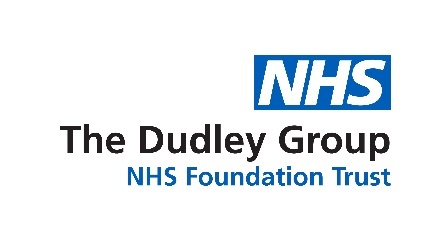 NHS
The Dudley Group
NHS Foundation Trust